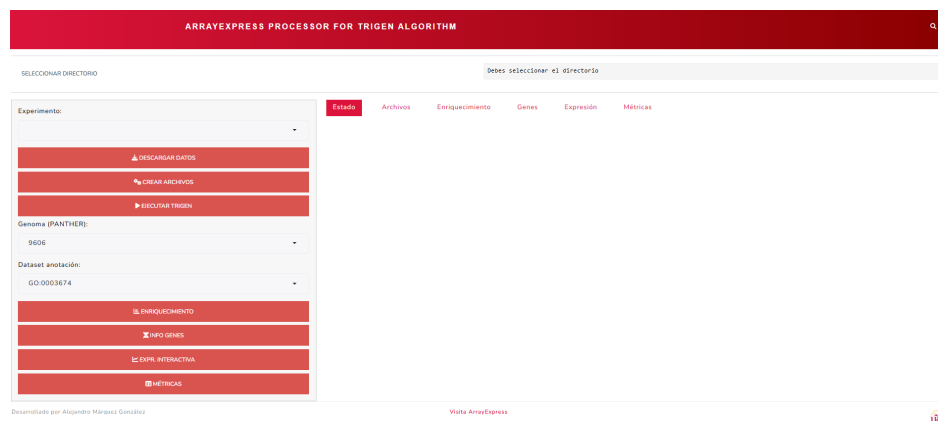 ARRAYEXPRESS PROCESSOR FOR TRIGEN ALGORITHM
SELECCIONAR DIRECTORIO
Debes seleccionar el directorio
Experimento:
Estado Archivos Enriquecimiento Genes Expresión Métricas
DESCARGAR DATOS
CREAR ARCHIVOS
EJECUTAR TRIGEN
Genoma (PANTHER):
9606
Dataset anotación:
GO:0003674
ENRIQUECIMIENTO
INFO GENES
EXPR. INTERACTIVA
MÉTRICAS
Desarrollado por Alejandro Márquez González
Visita ArrayExpress